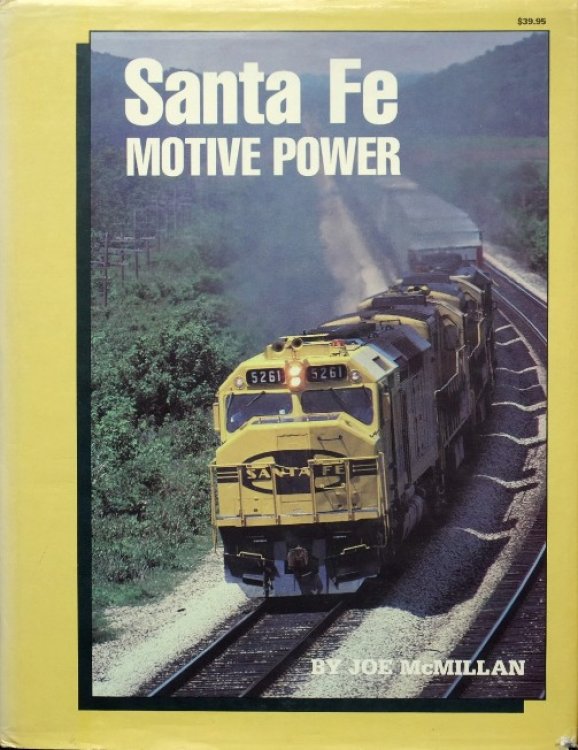 $39.95
Santa Fe
MOTIVE POWER
5261 5261
SANTA FE
BY JOE McMILLAN